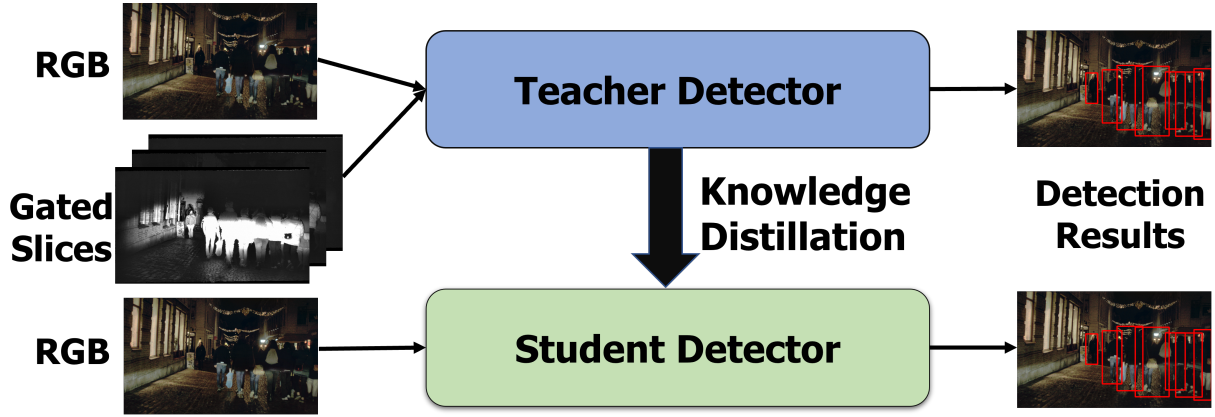 RGB
Teacher Detector
Gated
Slices
Knowledge
Distillation
Detection
Results
RGB
Student Detector